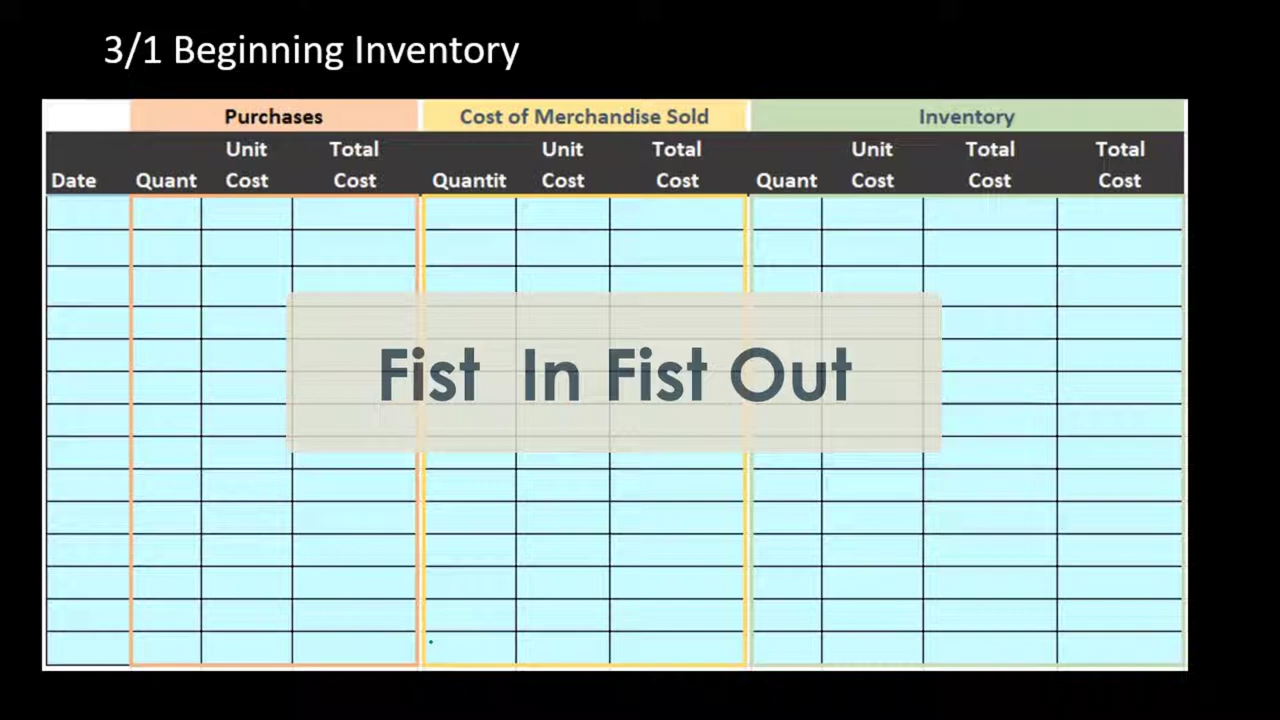 3/1 Beginning Inventory
Purchases Cost of Merchandise Sold Inventory
Unit Total Unit Total Unit Total Total
Date Quant Cost Cost Quantit Cost Cost Quant Cost Cost Cost
Fist In Fist Out